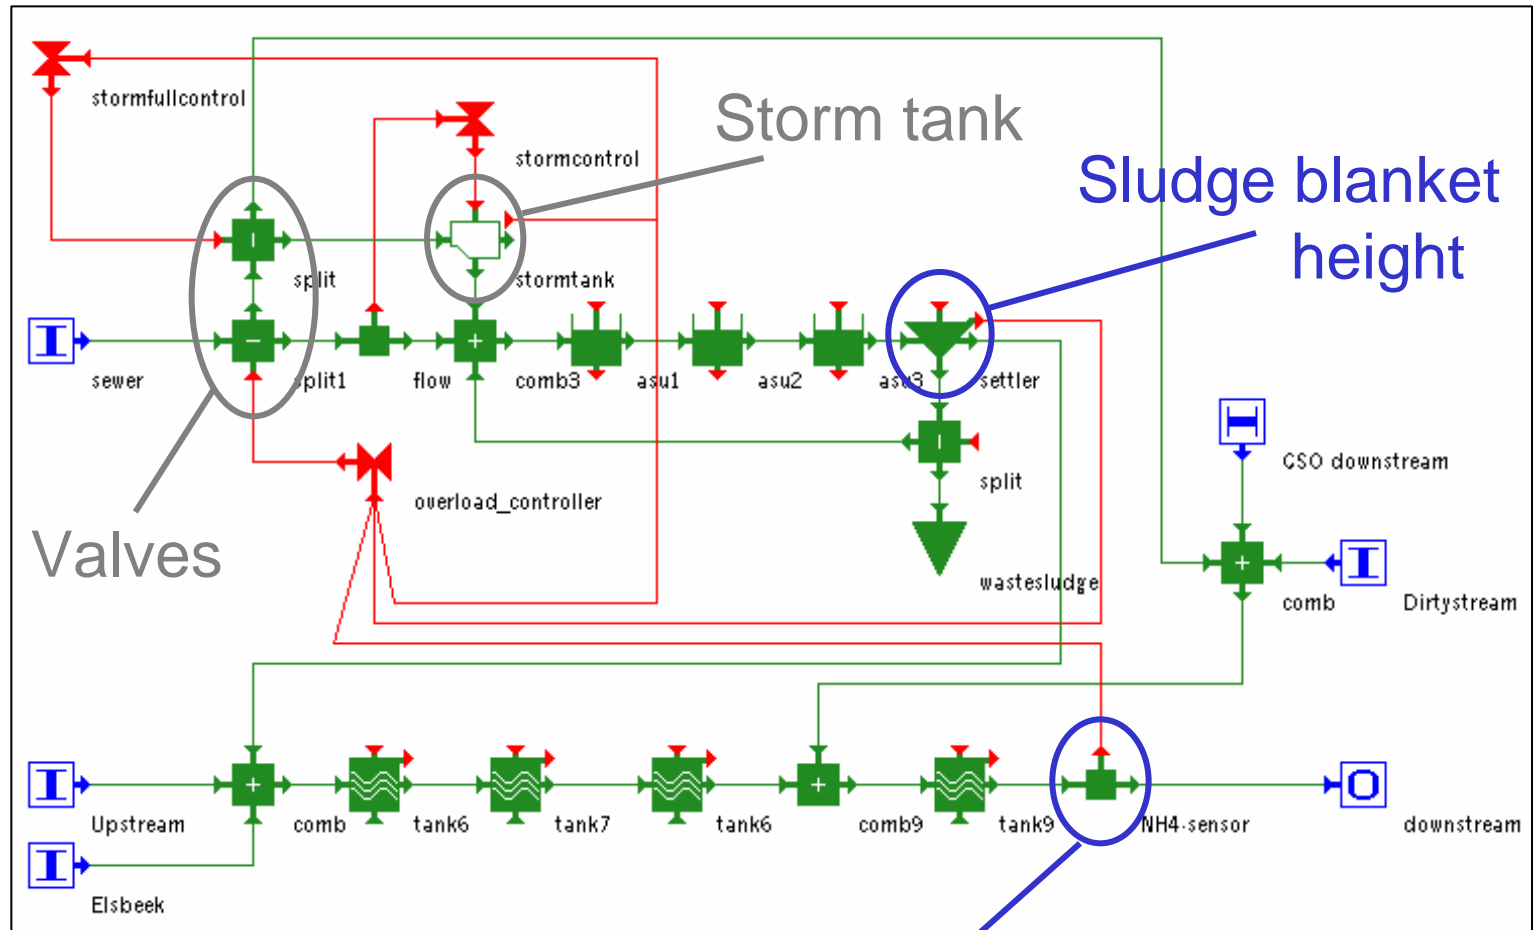 stormfullcontrol
Storm tank
stormcontrol
Sludge blanket
height
split
stormtank
I
sewer
split1
flow
comb3
asu1
asu2
asu3
settler
I
CSO downstream
overload_controller
split
Valves
wastesludge
comb
I
Dirtystream
I
Upstream
comb
tank6
tank7
tank6
comb9
tank9
NH4-sensor
O
downstream
I
Elsbeek